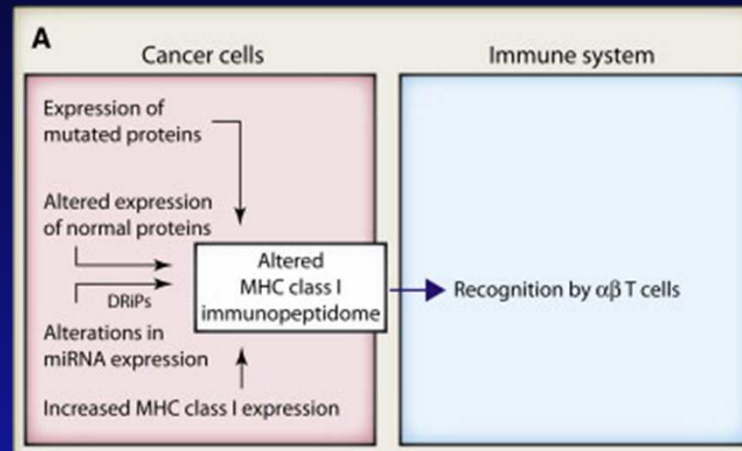 A
Cancer cells
Immune system
Expression of
mutated proteins
Altered expression
of normal proteins
Altered
MHC class I
immunopeptidome
Recognition by αβ T cells
DRiPs
Alterations in
miRNA expression
Increased MHC class I expression